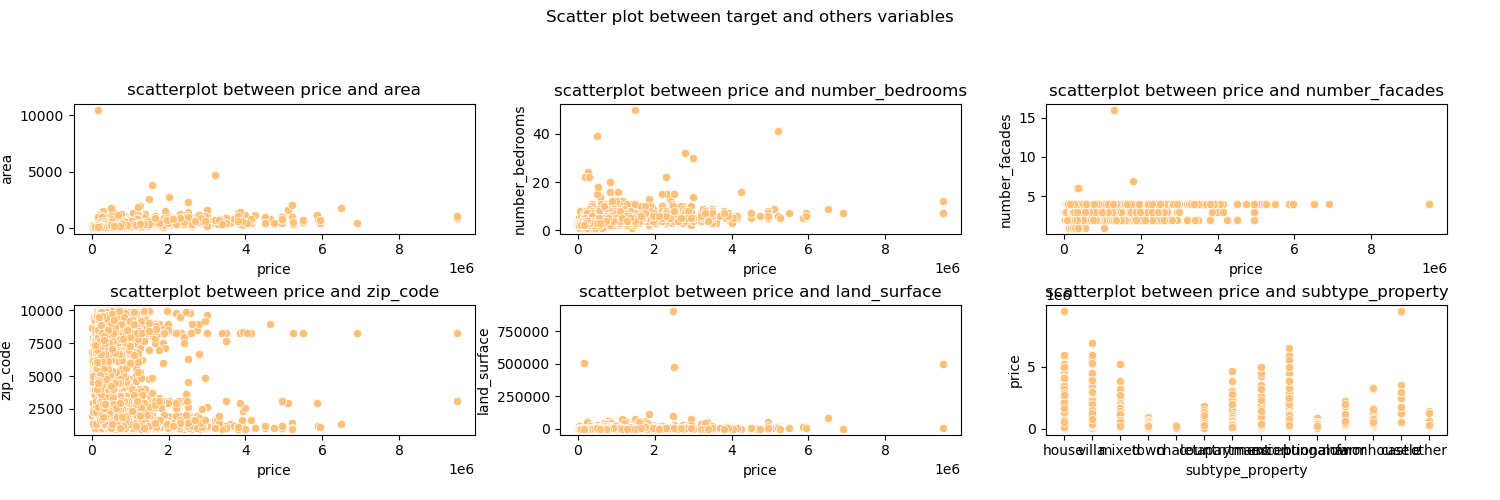 Scatter plot between target and others variables
scatterplot between price and area
10000
5000
0
area
0 2 4 6 8
1e6
price
scatterplot between price and number_bedrooms
40
20
0
number_bedrooms
0 2 4 6 8
1e6
price
scatterplot between price and number_facades
15
10
5
number_facades
0 2 4 6 8
1e6
price
scatterplot between price and zip_code
10000
7500
5000
2500
zip_code
0 2 4 6 8
1e6
price
scatterplot between price and land_surface
750000
500000
250000
0
land_surface
0 2 4 6 8
1e6
price
scatterplot between price and subtype_property
1e6
5
0
price
house villa mixed town other
subtype_property